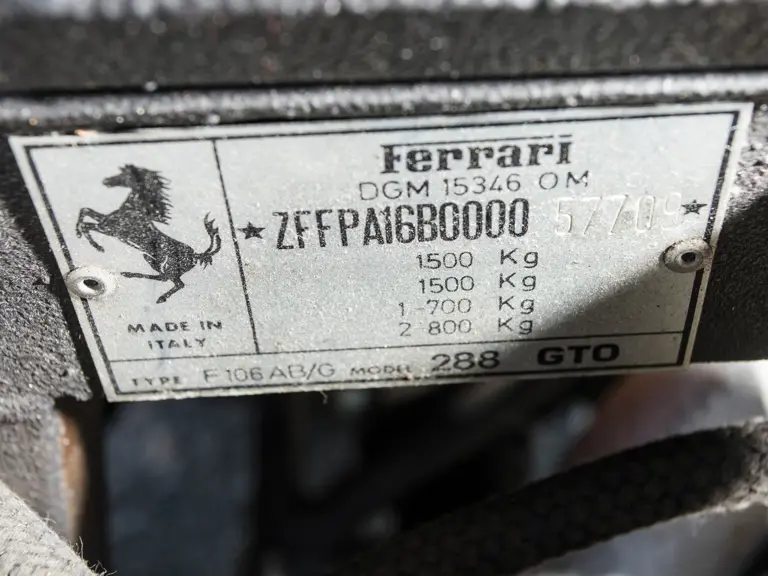 Ferrari
DGM 15346 OM
★ ZFFPA16B0000 57709 ★
1500 Kg
1500 Kg
1-700 Kg
2-800 Kg
MADE IN
ITALY
TYPE F106AB/G MODEL 288 GTO